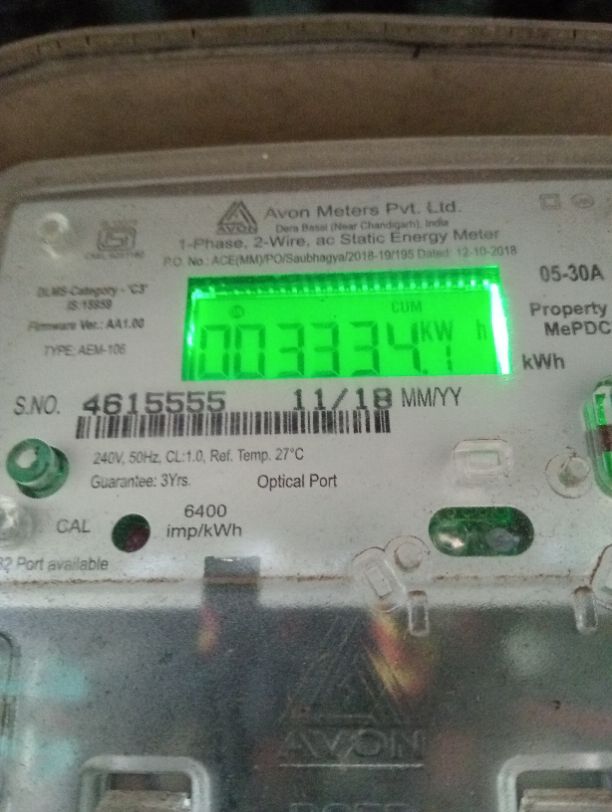 Avon Meters Pvt. Ltd.
AVON
Dera Bassi (Near Chandigarh), India
1-Phase, 2-Wire, ac Static Energy Meter
P.O. No.: ACE(MM)/PO/Saubhagya/2018-19/195 Dated: 12-10-2018
DLMS-Category - 'C3'
IS:15959
Firmware Ver.: AA1.00
TYPE: AEM-106
05-30A
Property
MePDC
CUM
003334.1 KW h
kWh
S.NO. 4615555 11/18 MM/YY
240V, 50Hz, CL:1.0, Ref. Temp. 27°C
Guarantee: 3Yrs. Optical Port
CAL
6400
imp/kWh
Port available
AVON